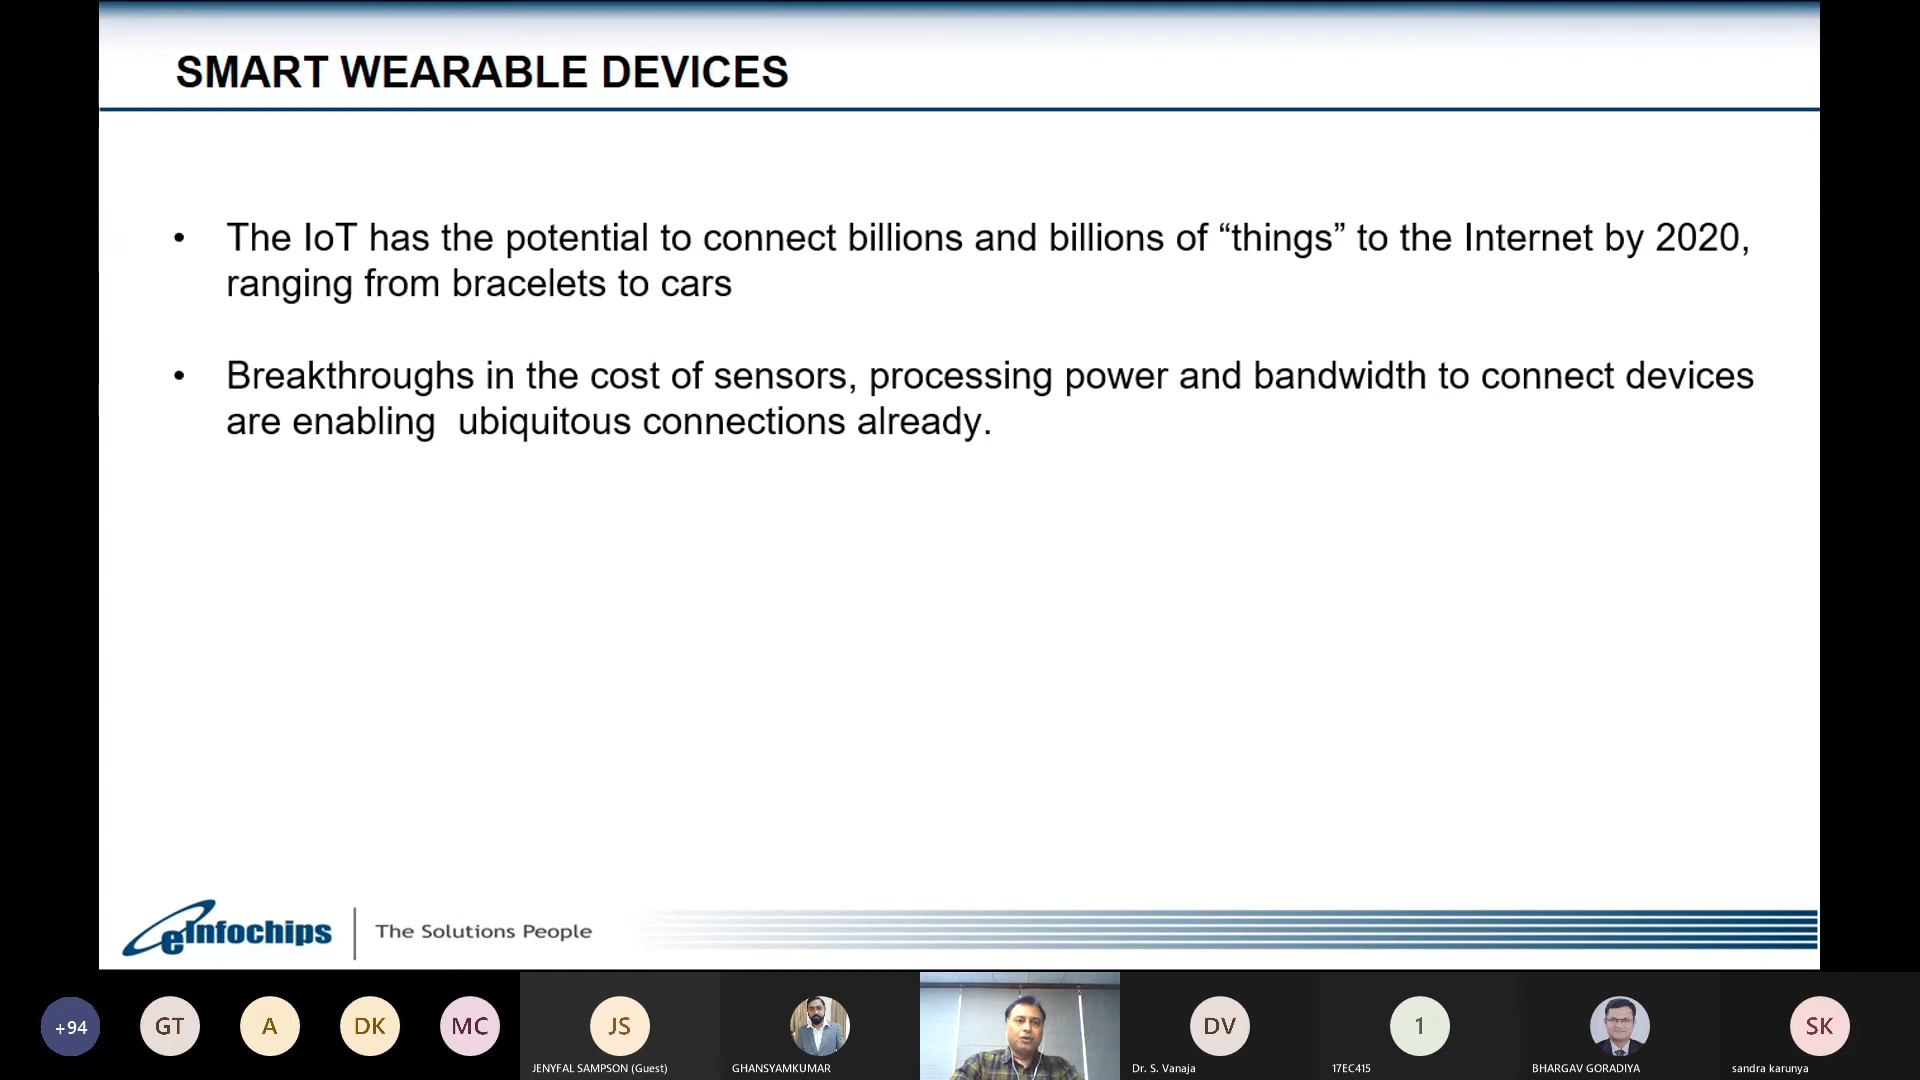 SMART WEARABLE DEVICES
• The IoT has the potential to connect billions and billions of “things” to the Internet by 2020,
ranging from bracelets to cars
• Breakthroughs in the cost of sensors, processing power and bandwidth to connect devices
are enabling  ubiquitous connections already.
eInfochips
The Solutions People
+94
GT
A
DK
MC
JS
JENYFAL SAMPSON (Guest)
GHANSYAMKUMAR
DV
Dr. S. Vanaja
1
17EC415
BHARGAV GORADIYA
SK
sandra karunya